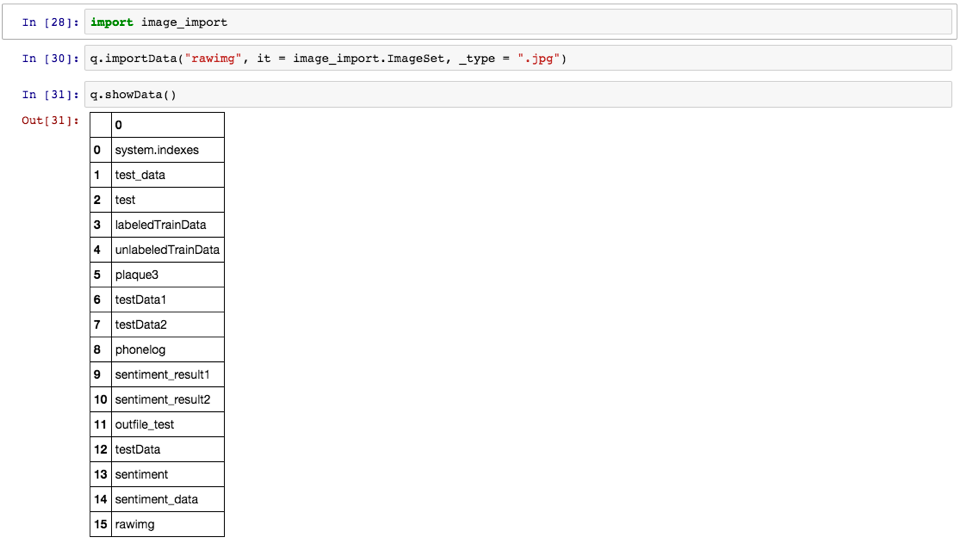 In [28]: import image_import
In [30]: q.importData("rawimg", it = image_import.ImageSet, _type = ".jpg")
In [31]: q.showData()
Out[31]:
0
0 system.indexes
1 test_data
2 test
3 labeledTrainData
4 unlabeledTrainData
5 plaque3
6 testData1
7 testData2
8 phonelog
9 sentiment_result1
10 sentiment_result2
11 outfile_test
12 testData
13 sentiment
14 sentiment_data
15 rawimg